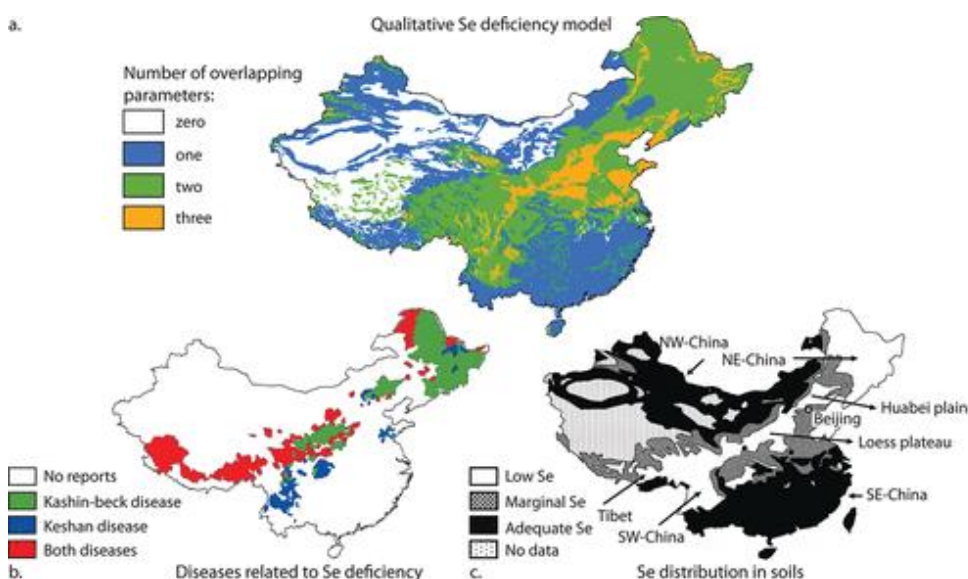 a.
Qualitative Se deficiency model
Number of overlapping
parameters:
zero
one
two
three
No reports
Kashin-beck disease
Keshan disease
Both diseases
b.
Diseases related to Se deficiency
NW-China
NE-China
Huabei plain
Beijing
Loess plateau
SE-China
Tibet
SW-China
Low Se
Marginal Se
Adequate Se
No data
c.
Se distribution in soils